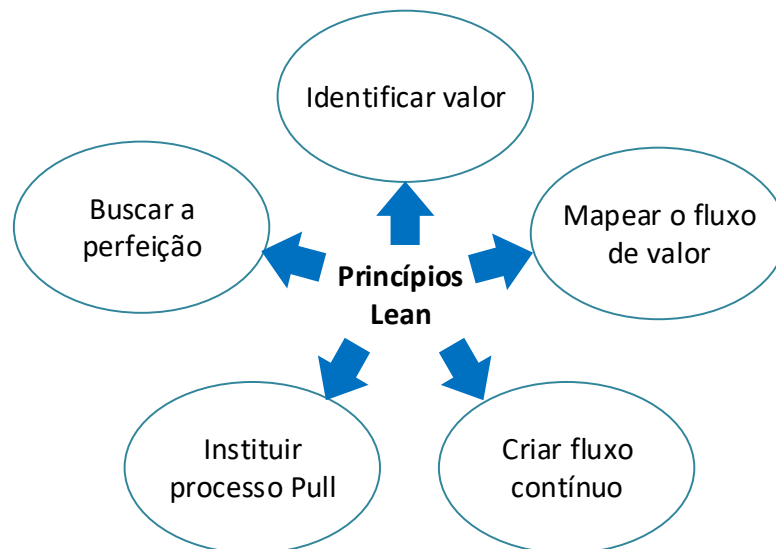 Identificar valor
Buscar a
perfeição
Mapear o fluxo
de valor
Princípios
Lean
Instituir
processo Pull
Criar fluxo
contínuo